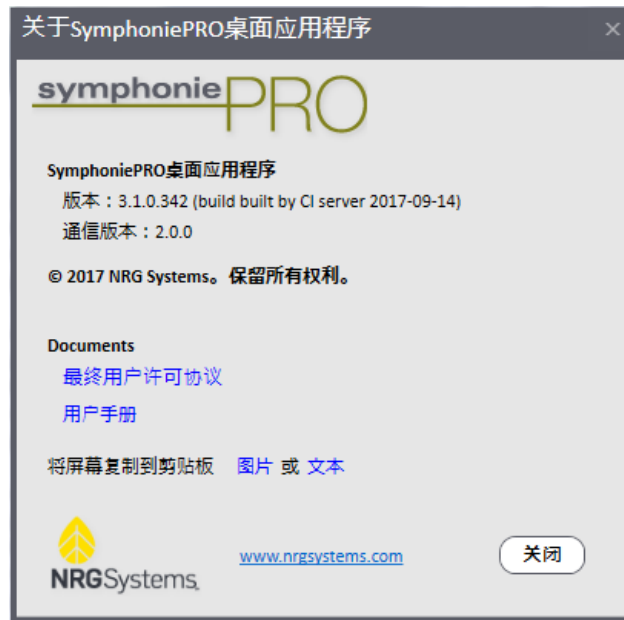 关于SymphoniePRO桌面应用程序
symphoniePRO
SymphoniePRO桌面应用程序
版本：3.1.0.342 (build built by CI server 2017-09-14)
通信版本：2.0.0
© 2017 NRG Systems。保留所有权利。
Documents
最终用户许可协议
用户手册
将屏幕复制到剪贴板 图片 或 文本
NRGSystems
www.nrgsystems.com
关闭